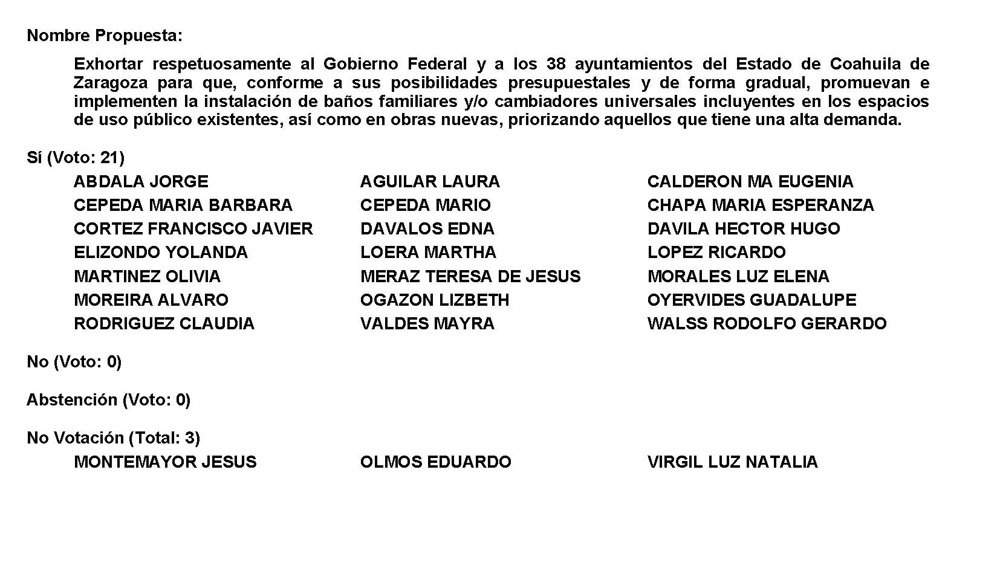 Nombre Propuesta:
Exhortar respetuosamente al Gobierno Federal y a los 38 ayuntamientos del Estado de Coahuila de
Zaragoza para que, conforme a sus posibilidades presupuestales y de forma gradual, promuevan e
implementen la instalación de baños familiares y/o cambiadores universales incluyentes en los espacios
de uso público existentes, así como en obras nuevas, priorizando aquellos que tiene una alta demanda.
Sí (Voto: 21)
ABDALA JORGE AGUILAR LAURA CALDERON MA EUGENIA
CEPEDA MARIA BARBARA CEPEDA MARIO CHAPA MARIA ESPERANZA
CORTEZ FRANCISCO JAVIER DAVALOS EDNA DAVILA HECTOR HUGO
ELIZONDO YOLANDA LOERA MARTHA LOPEZ RICARDO
MARTINEZ OLIVIA MERAZ TERESA DE JESUS MORALES LUZ ELENA
MOREIRA ALVARO OGAZON LIZBETH OYERVIDES GUADALUPE
RODRIGUEZ CLAUDIA VALDES MAYRA WALSS RODOLFO GERARDO
No (Voto: 0)
Abstención (Voto: 0)
No Votación (Total: 3)
MONTEMAYOR JESUS OLMOS EDUARDO VIRGIL LUZ NATALIA